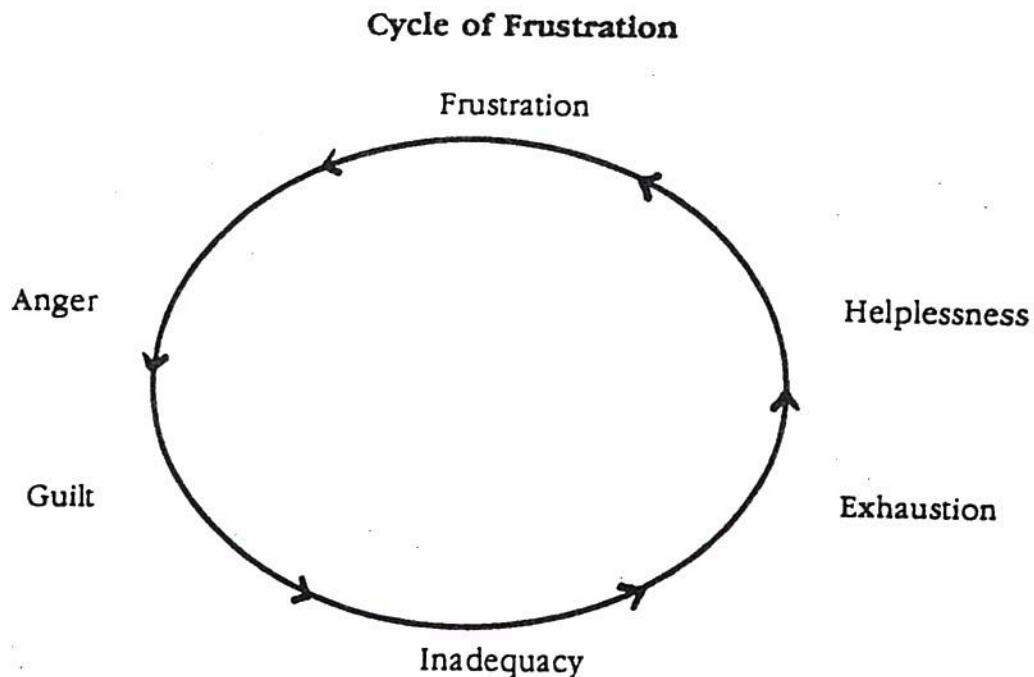 Cycle of Frustration
Frustration
Anger
Helplessness
Guilt
Exhaustion
Inadequacy